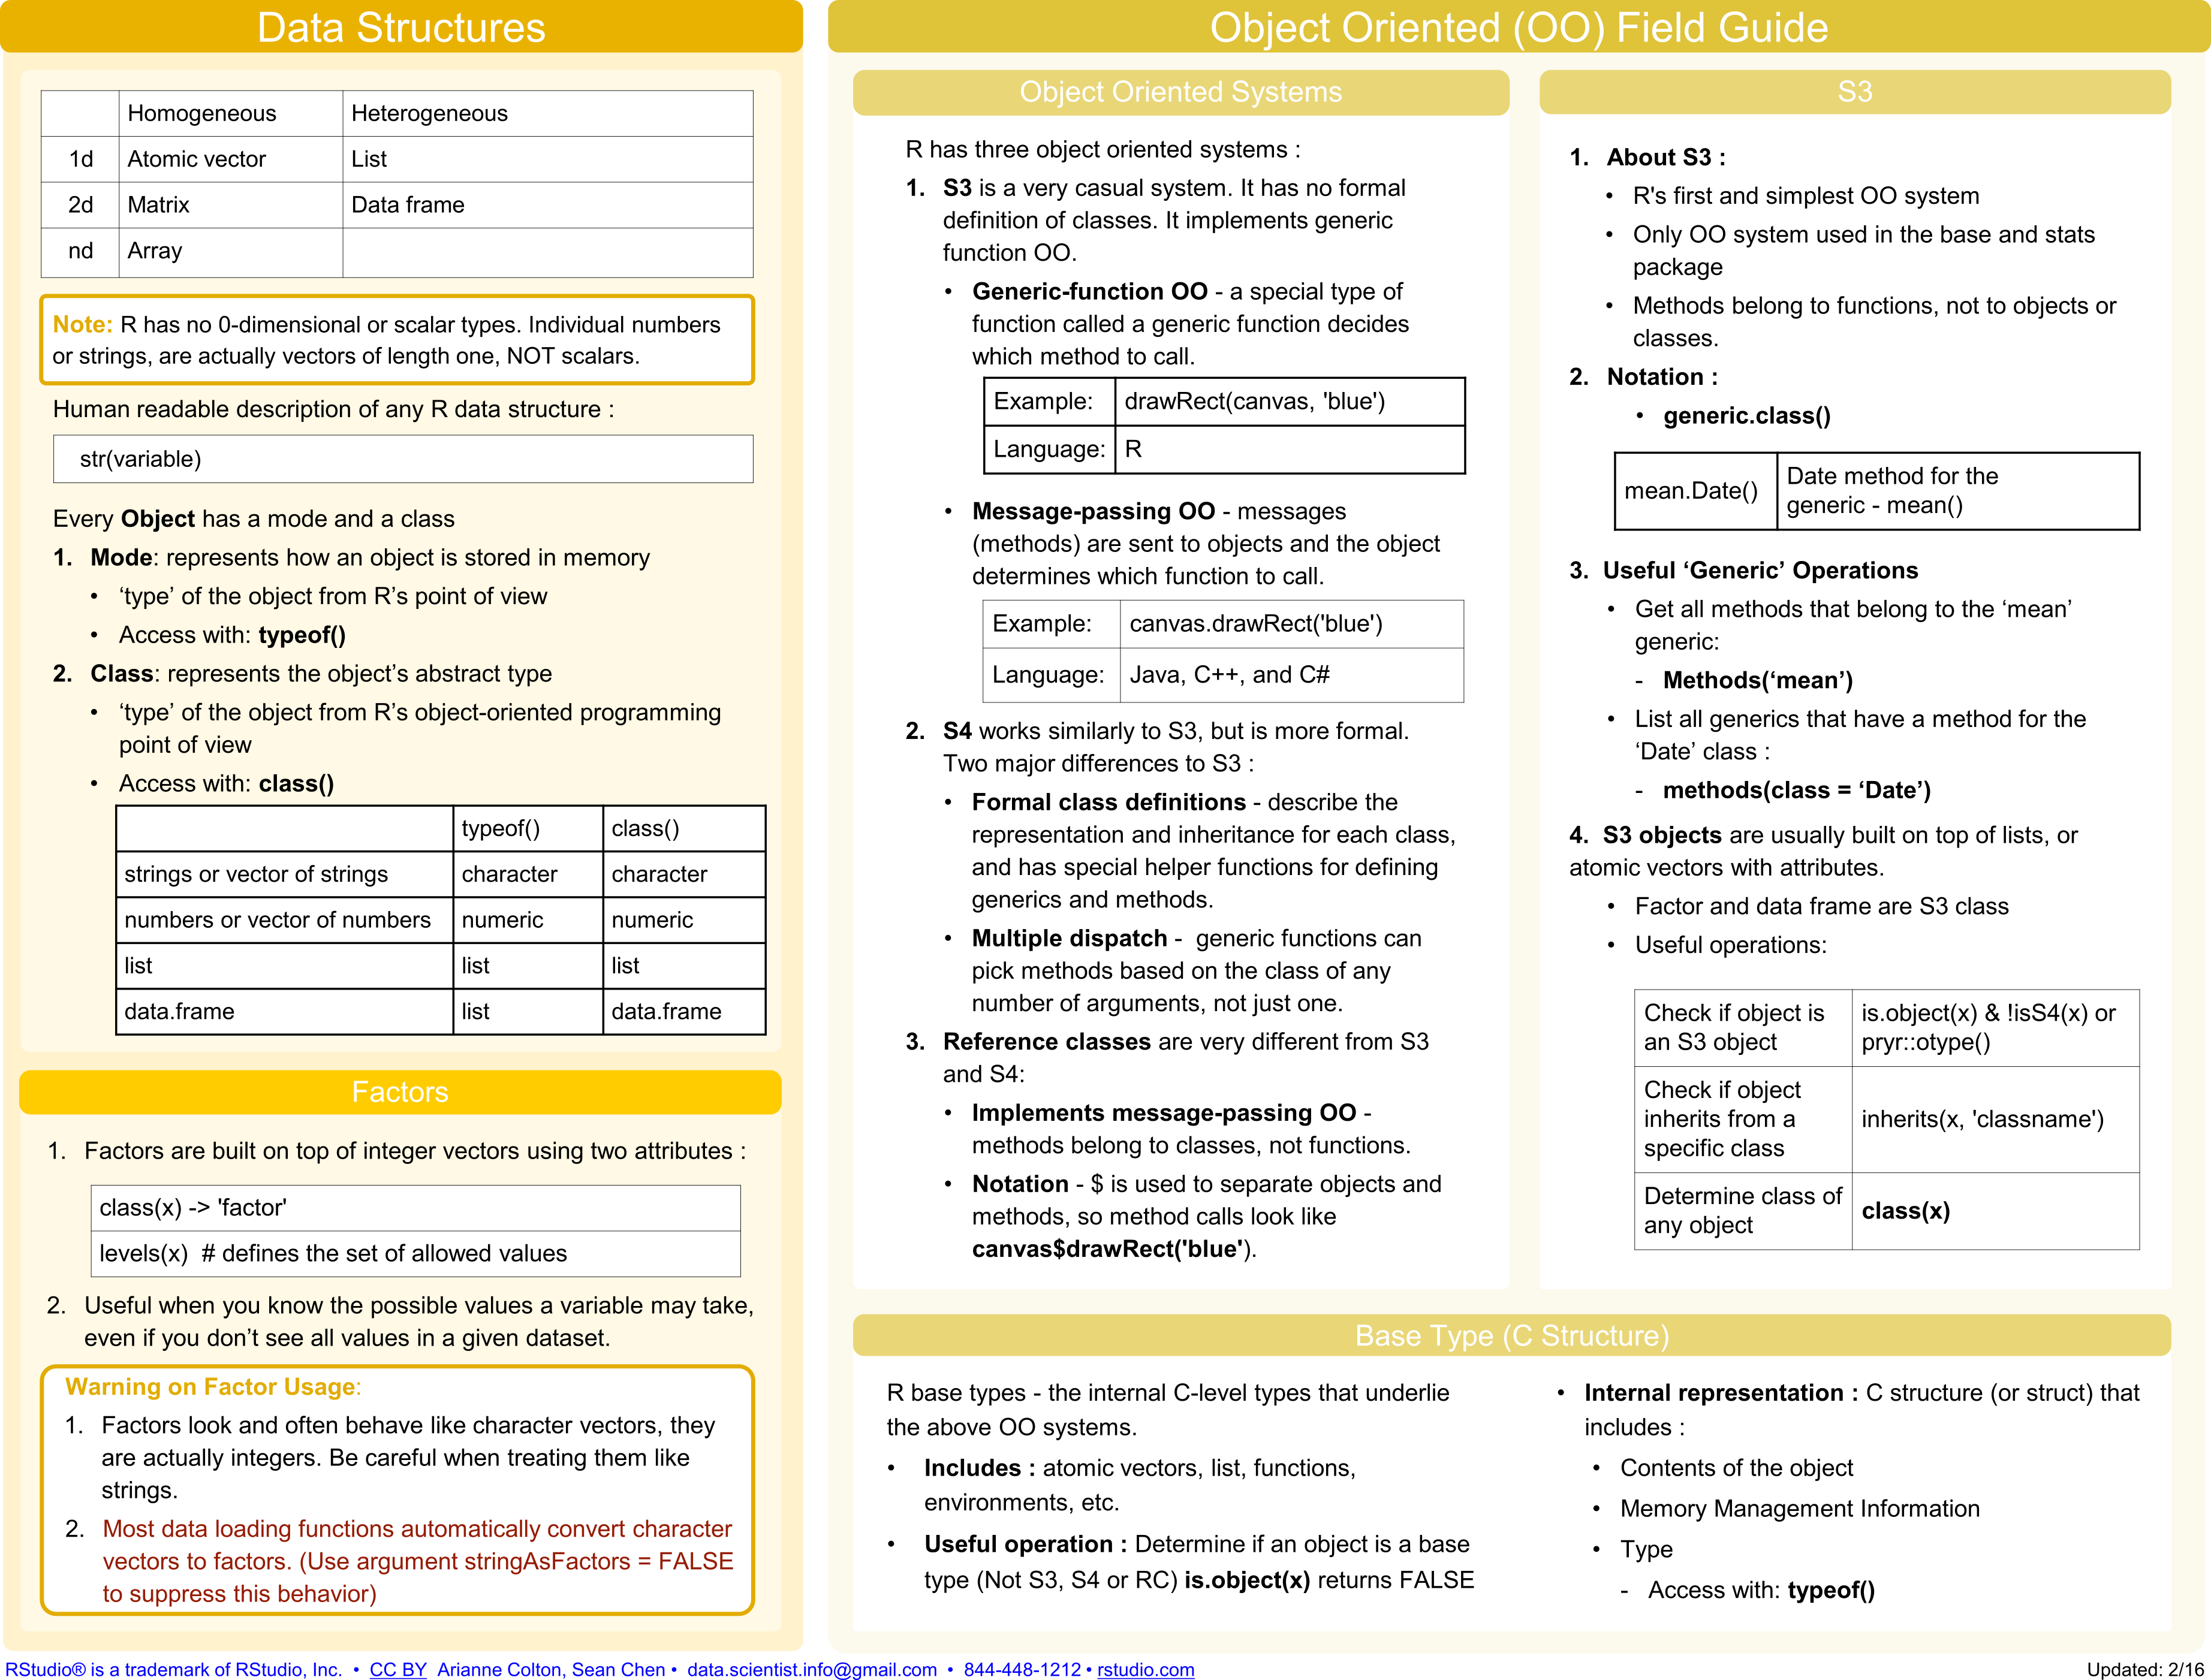 Data Structures
Homogeneous Heterogeneous
1d Atomic vector List
2d Matrix Data frame
nd Array
Note: R has no 0-dimensional or scalar types. Individual numbers
or strings, are actually vectors of length one, NOT scalars.
Human readable description of any R data structure :
str(variable)
Every Object has a mode and a class
1. Mode: represents how an object is stored in memory
• ‘type’ of the object from R’s point of view
• Access with: typeof()
2. Class: represents the object’s abstract type
• ‘type’ of the object from R’s object-oriented programming
point of view
• Access with: class()
typeof() class()
strings or vector of strings character character
numbers or vector of numbers numeric numeric
list list list
data.frame list data.frame
Factors
1. Factors are built on top of integer vectors using two attributes :
class(x) -> 'factor'
levels(x)  # defines the set of allowed values
2. Useful when you know the possible values a variable may take,
even if you don’t see all values in a given dataset.
Warning on Factor Usage:
1. Factors look and often behave like character vectors, they
are actually integers. Be careful when treating them like
strings.
2. Most data loading functions automatically convert character
vectors to factors. (Use argument stringAsFactors = FALSE
to suppress this behavior)
Object Oriented (OO) Field Guide
Object Oriented Systems
R has three object oriented systems :
1. S3 is a very casual system. It has no formal
definition of classes. It implements generic
function OO.
• Generic-function OO - a special type of
function called a generic function decides
which method to call.
Example: drawRect(canvas, 'blue')
Language: R
• Message-passing OO - messages
(methods) are sent to objects and the object
determines which function to call.
Example: canvas.drawRect('blue')
Language: Java, C++, and C#
2. S4 works similarly to S3, but is more formal.
Two major differences to S3 :
• Formal class definitions - describe the
representation and inheritance for each class,
and has special helper functions for defining
generics and methods.
• Multiple dispatch -  generic functions can
pick methods based on the class of any
number of arguments, not just one.
3. Reference classes are very different from S3
and S4:
• Implements message-passing OO -
methods belong to classes, not functions.
• Notation - $ is used to separate objects and
methods, so method calls look like
canvas$drawRect('blue').
S3
1. About S3 :
• R's first and simplest OO system
• Only OO system used in the base and stats
package
• Methods belong to functions, not to objects or
classes.
2. Notation :
• generic.class()
mean.Date() Date method for the
generic - mean()
3. Useful ‘Generic’ Operations
• Get all methods that belong to the ‘mean’
generic:
- Methods(‘mean’)
• List all generics that have a method for the
‘Date’ class :
- methods(class = ‘Date’)
4. S3 objects are usually built on top of lists, or
atomic vectors with attributes.
• Factor and data frame are S3 class
• Useful operations:
Check if object is is.object(x) & !isS4(x) or
an S3 object pryr::otype()
Check if object
inherits from a inherits(x, 'classname')
specific class
Determine class of class(x)
any object
Base Type (C Structure)
R base types - the internal C-level types that underlie
the above OO systems.
• Includes : atomic vectors, list, functions,
environments, etc.
• Useful operation : Determine if an object is a base
type (Not S3, S4 or RC) is.object(x) returns FALSE
• Internal representation : C structure (or struct) that
includes :
• Contents of the object
• Memory Management Information
• Type
- Access with: typeof()
RStudio® is a trademark of RStudio, Inc. • CC BY Arianne Colton, Sean Chen • data.scientist.info@gmail.com • 844-448-1212 • rstudio.com
Updated: 2/16